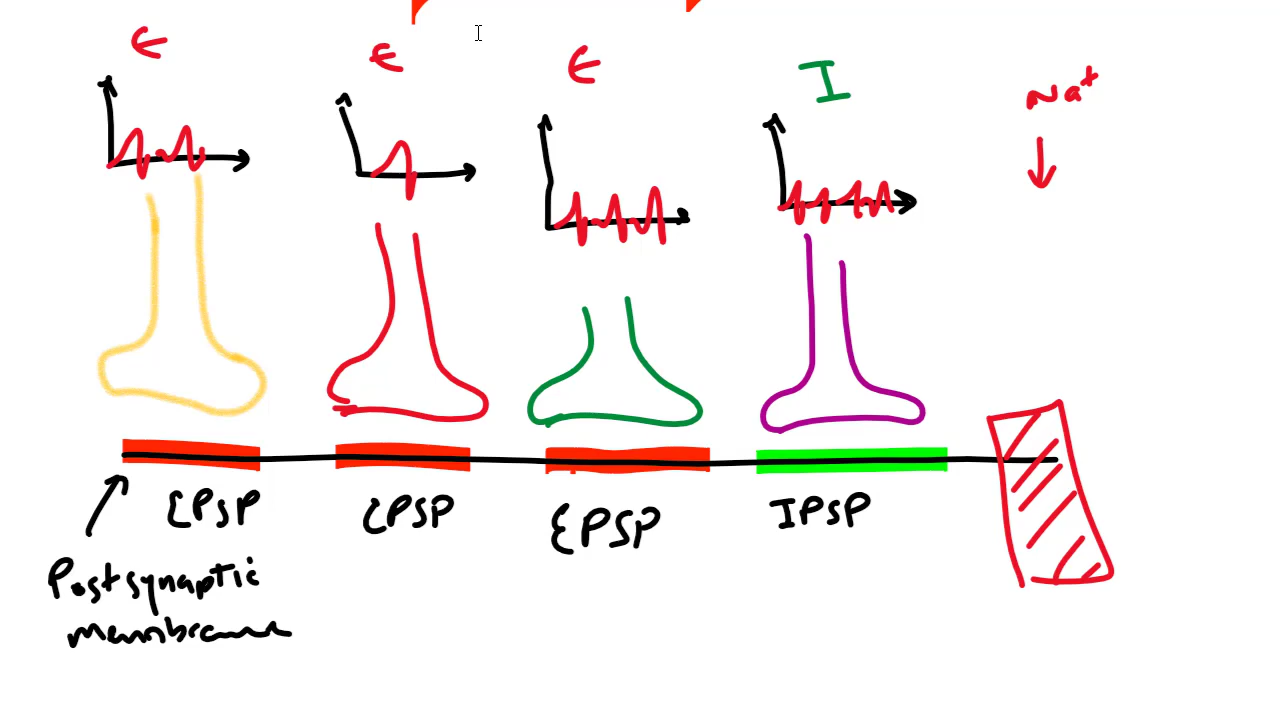 E
E
E
I
Na+
EPSP
EPSP
EPSP
IPSP
Postsynaptic
membrane